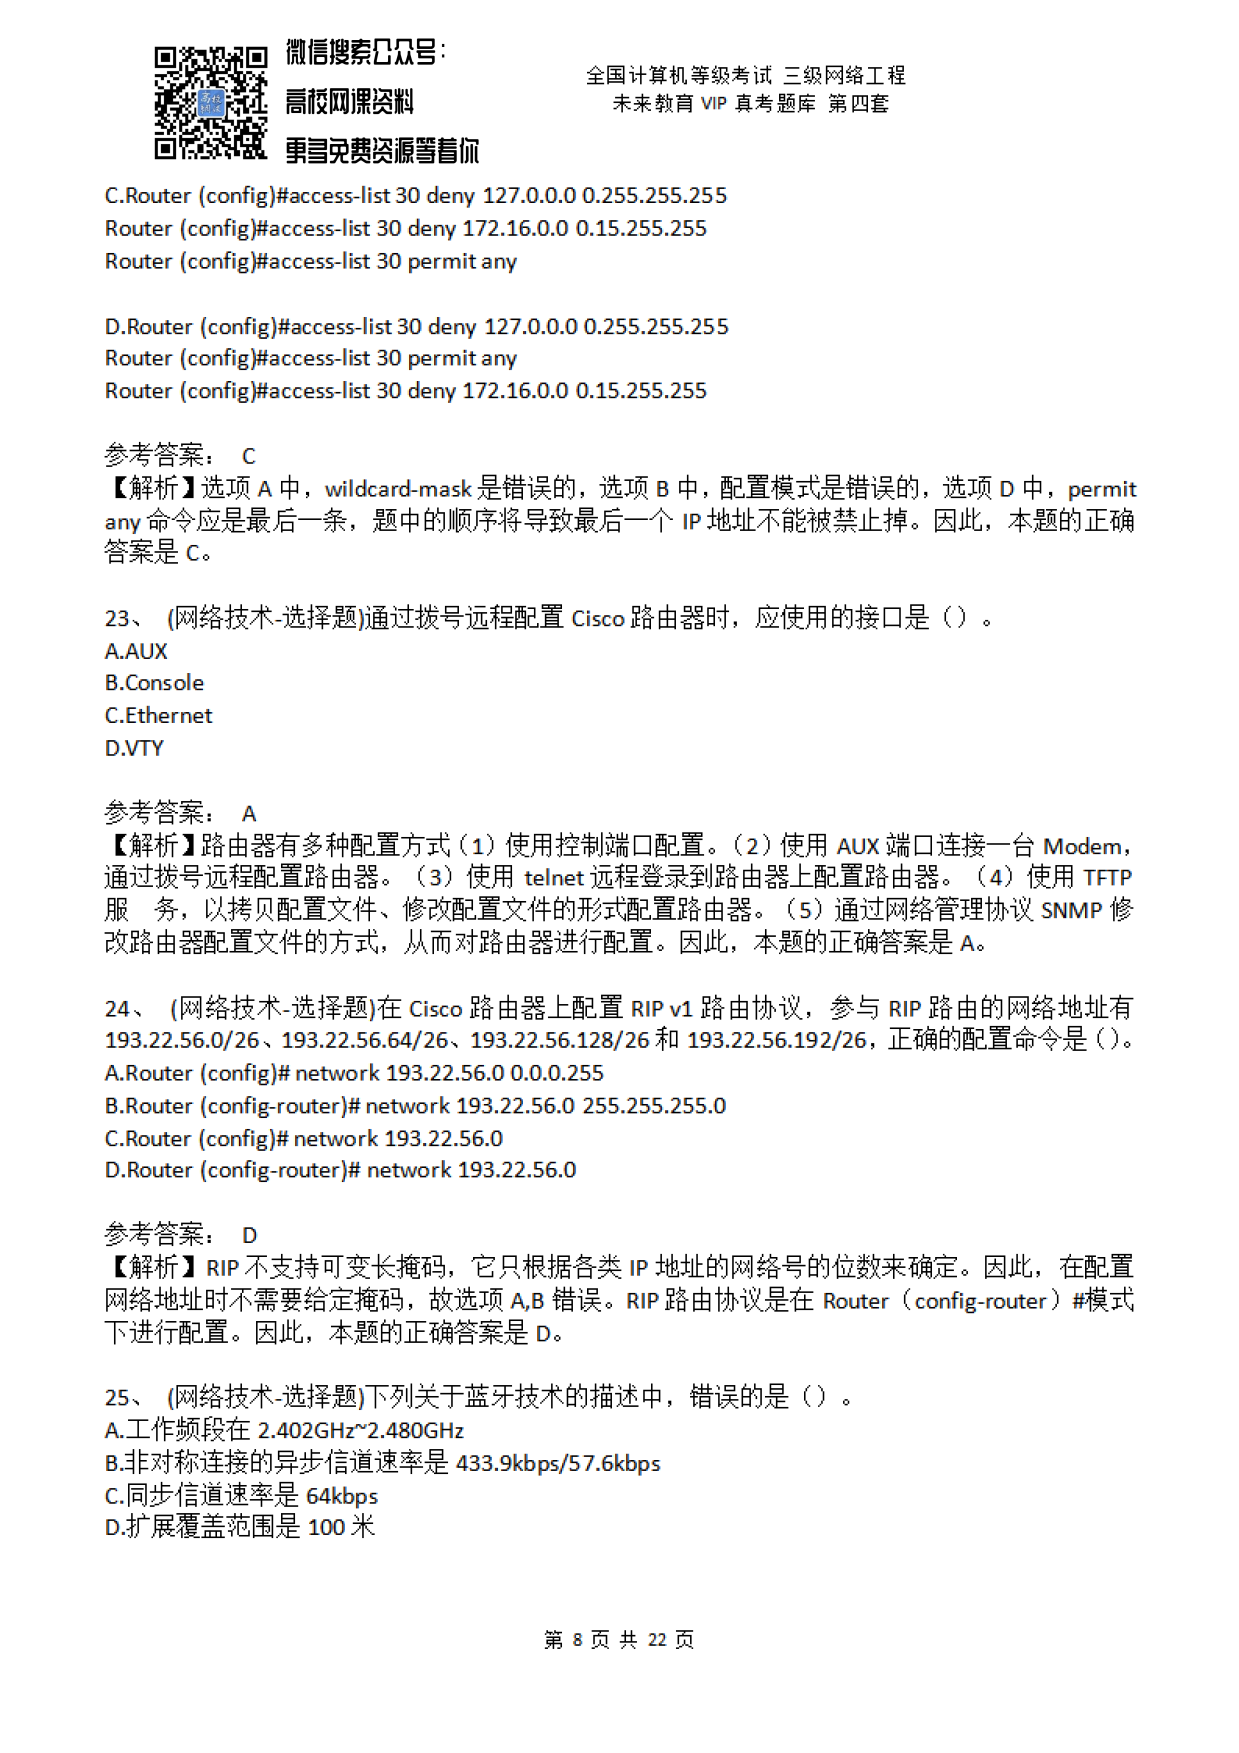 微信搜索公众号：
高校网课资料
更多免费资源等着你
全国计算机等级考试 三级网络工程
未来教育 VIP 真考题库 第四套
高校
网课
C.Router (config)#access-list 30 deny 127.0.0.0 0.255.255.255
Router (config)#access-list 30 deny 172.16.0.0 0.15.255.255
Router (config)#access-list 30 permit any
D.Router (config)#access-list 30 deny 127.0.0.0 0.255.255.255
Router (config)#access-list 30 permit any
Router (config)#access-list 30 deny 172.16.0.0 0.15.255.255
参考答案： C
【解析】选项 A 中，wildcard-mask 是错误的，选项 B 中，配置模式是错误的，选项 D 中，permit
any 命令应是最后一条，题中的顺序将导致最后一个 IP 地址不能被禁止掉。因此，本题的正确
答案是 C。
23、 (网络技术-选择题)通过拨号远程配置 Cisco 路由器时，应使用的接口是（）。
A.AUX
B.Console
C.Ethernet
D.VTY
参考答案： A
【解析】路由器有多种配置方式（1）使用控制端口配置。（2）使用 AUX 端口连接一台 Modem，
通过拨号远程配置路由器。（3）使用 telnet 远程登录到路由器上配置路由器。（4）使用 TFTP
服 务，以拷贝配置文件、修改配置文件的形式配置路由器。（5）通过网络管理协议 SNMP 修
改路由器配置文件的方式，从而对路由器进行配置。因此，本题的正确答案是 A。
24、 (网络技术-选择题)在 Cisco 路由器上配置 RIP v1 路由协议，参与 RIP 路由的网络地址有
193.22.56.0/26、193.22.56.64/26、193.22.56.128/26 和 193.22.56.192/26，正确的配置命令是（）。
A.Router (config)# network 193.22.56.0 0.0.0.255
B.Router (config-router)# network 193.22.56.0 255.255.255.0
C.Router (config)# network 193.22.56.0
D.Router (config-router)# network 193.22.56.0
参考答案： D
【解析】RIP 不支持可变长掩码，它只根据各类 IP 地址的网络号的位数来确定。因此，在配置
网络地址时不需要给定掩码，故选项 A,B 错误。RIP 路由协议是在 Router（config-router）#模式
下进行配置。因此，本题的正确答案是 D。
25、 (网络技术-选择题)下列关于蓝牙技术的描述中，错误的是（）。
A.工作频段在 2.402GHz~2.480GHz
B.非对称连接的异步信道速率是 433.9kbps/57.6kbps
C.同步信道速率是 64kbps
D.扩展覆盖范围是 100 米
第 8 页 共 22 页